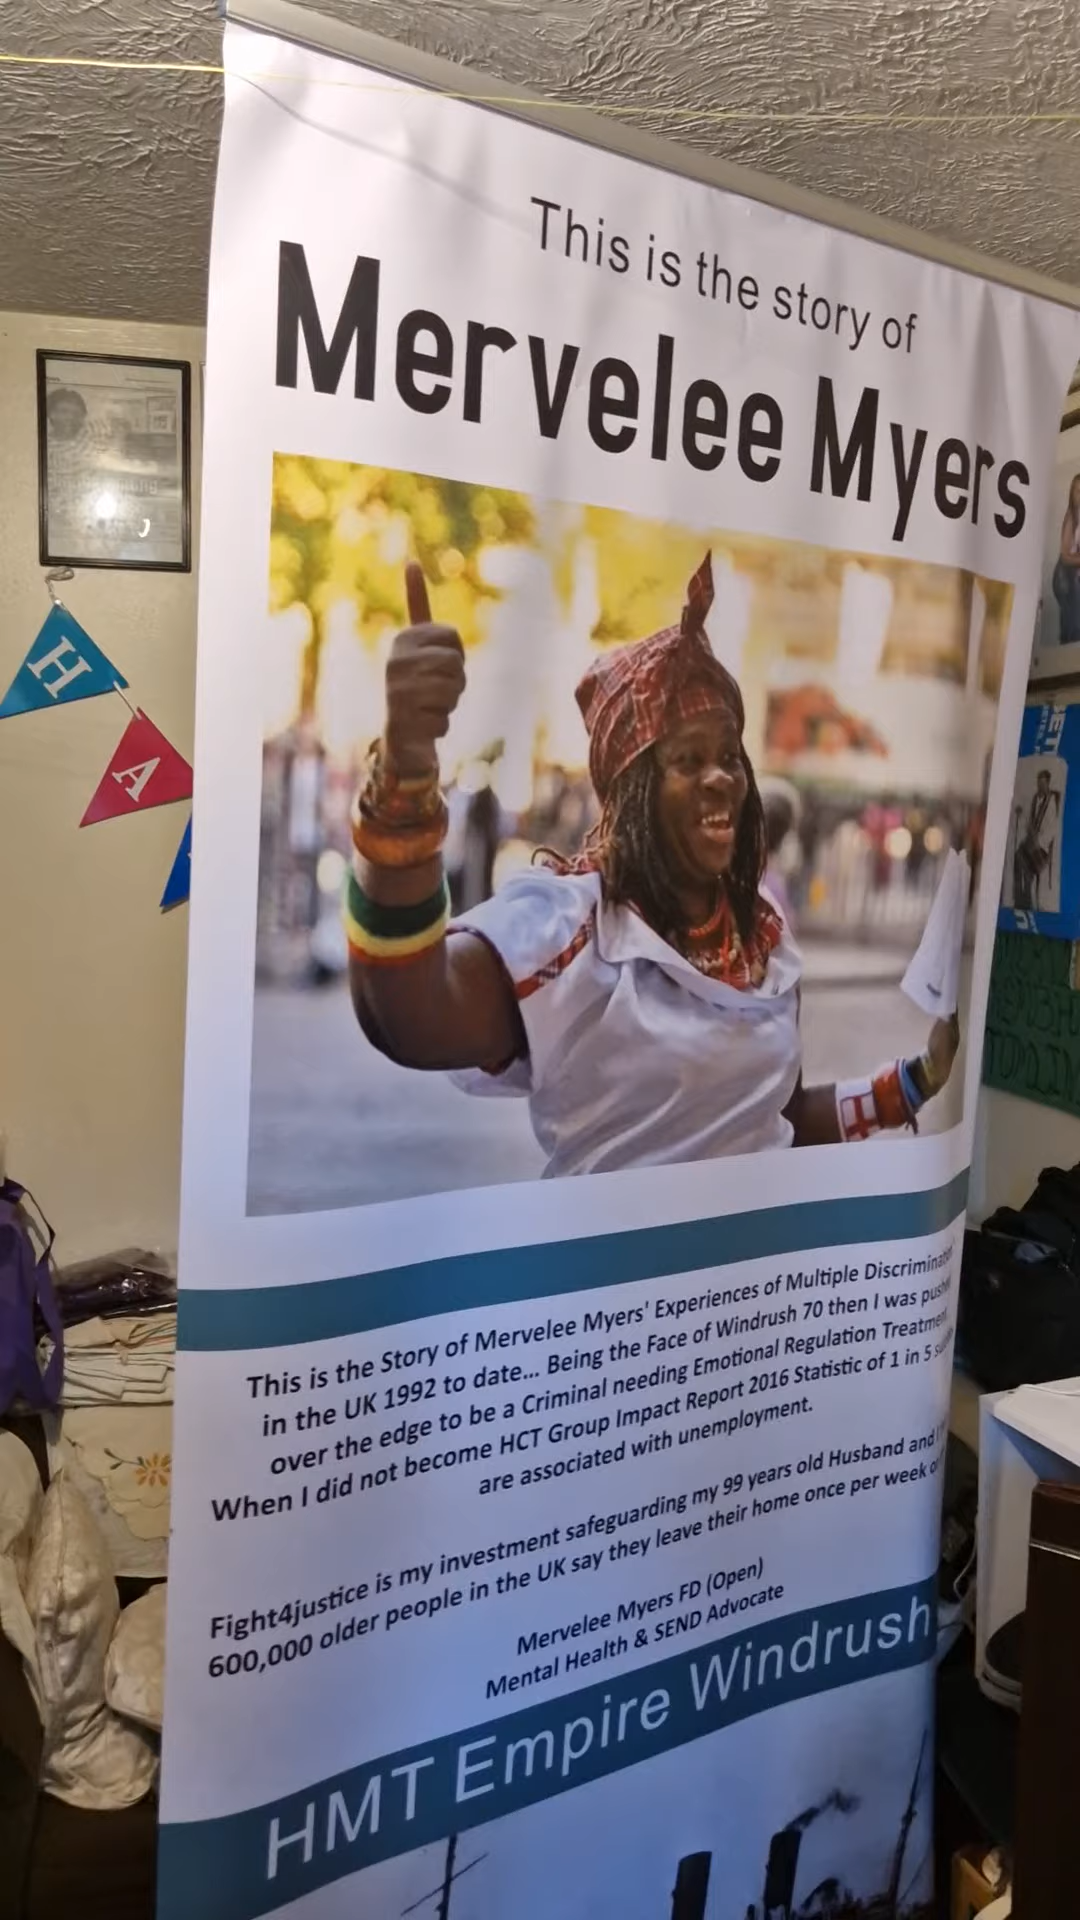 This is the story of
Mervelee Myers
H
A
This is the Story of Mervelee Myers' Experiences of Multiple
in the UK 1992 to date... Being the Face of Windrush 70 then I was
over the edge to be a Criminal needing Emotional Regulation
When I did not become HCT Group Impact Report 2016 Statistic of 1 in 5
are associated with unemployment.
Fight4justice is my investment safeguarding my 99 years old Husband and
600,000 older people in the UK say they leave their home once per week
Mervelee Myers FD (Open)
Mental Health & SEND Advocate
HMT Empire Windrush